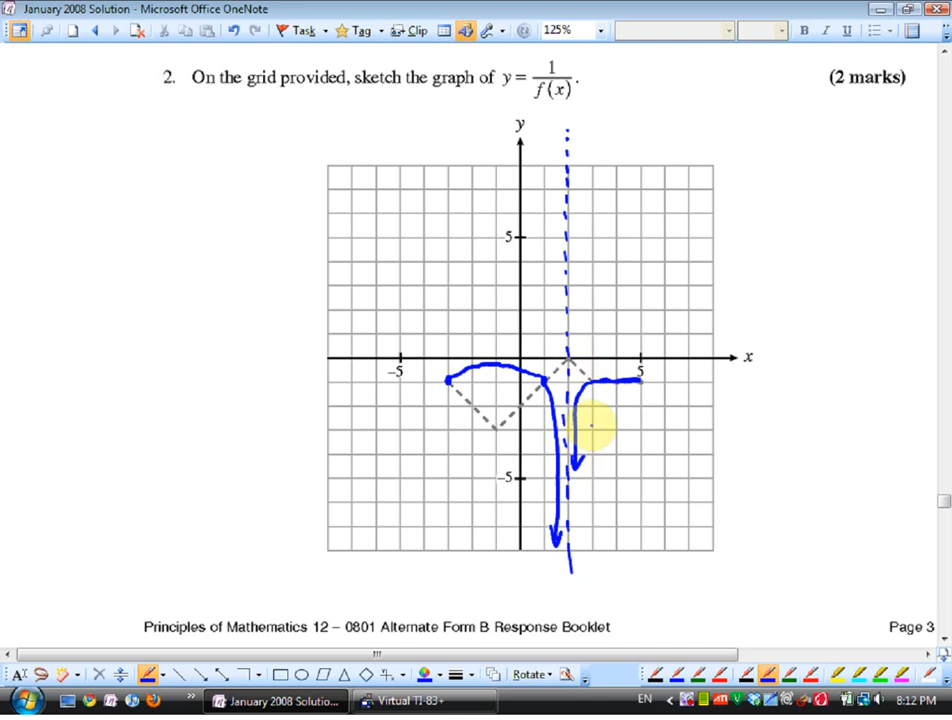 January 2008 Solution - Microsoft Office OneNote
Task Tag Clip 125% B I U
2. On the grid provided, sketch the graph of y = 1/f(x). (2 marks)
y
5
-5 5 x
-5
Principles of Mathematics 12 – 0801 Alternate Form B Response Booklet Page 3
Rotate
January 2008 Solutio... Virtual TI-83+ EN 8:12 PM